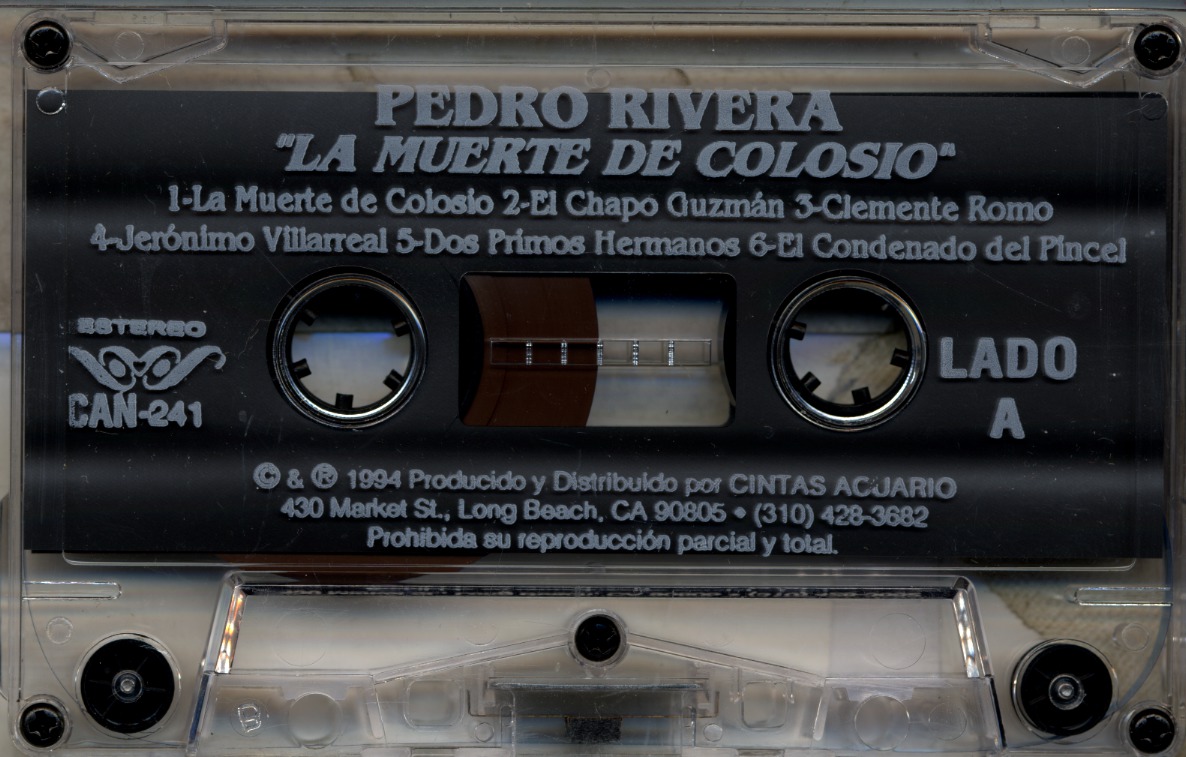 PEDRO RIVERA
"LA MUERTE DE COLOSIO"
1-La Muerte de Colosio 2-El Chapo Guzmán 3-Clemente Romo
4-Jerónimo Villarreal 5-Dos Primos Hermanos 6-El Condenado del Pincel
ESTEREO
CAN-241
LADO
A
© & ® 1994 Producido y Distribuido por CINTAS ACUARIO
430 Market St., Long Beach, CA 90805 • (310) 428-3682
Prohibida su reproducción parcial y total.
B